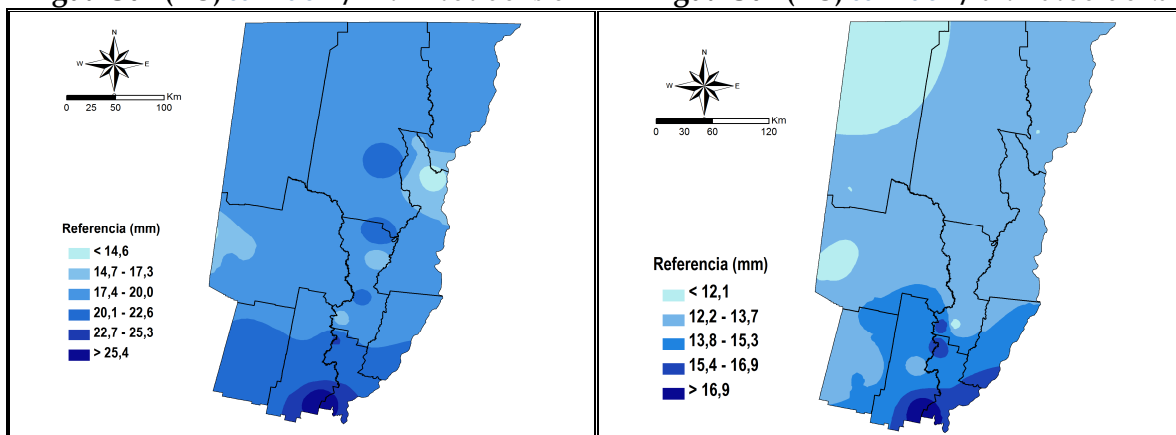 N
W E
S
Km
0 25 50 100
Referencia (mm)
< 14,6
14,7 - 17,3
17,4 - 20,0
20,1 - 22,6
22,7 - 25,3
> 25,4
N
W E
S
Km
0 30 60 120
Referencia (mm)
< 12,1
12,2 - 13,7
13,8 - 15,3
15,4 - 16,9
> 16,9